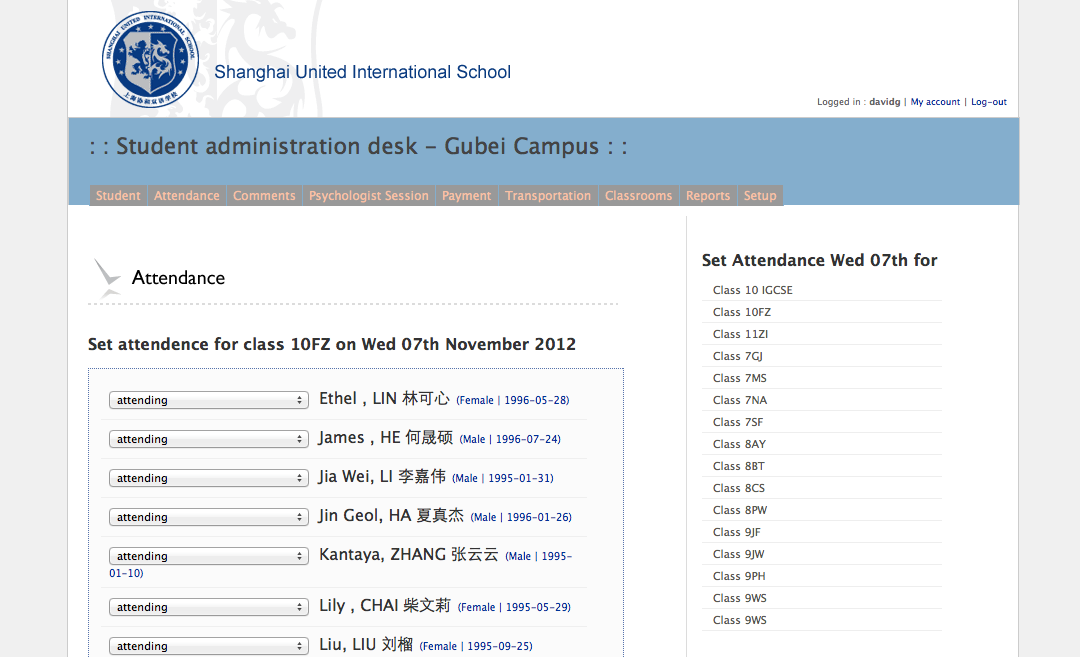 SHANGHAI UNITED INTERNATIONAL SCHOOL
上海协和双语学校
Shanghai United International School
Logged in : davidg | My account | Log-out
: : Student administration desk – Gubei Campus : :
Student Attendance Comments Psychologist Session Payment Transportation Classrooms Reports Setup
Attendance
Set attendence for class 10FZ on Wed 07th November 2012
attending Ethel , LIN 林可心 (Female | 1996-05-28)
attending James , HE 何晟硕 (Male | 1996-07-24)
attending Jia Wei, LI 李嘉伟 (Male | 1995-01-31)
attending Jin Geol, HA 夏真杰 (Male | 1996-01-26)
attending Kantaya, ZHANG 张云云 (Male | 1995-
01-10)
attending Lily , CHAI 柴文莉 (Female | 1995-05-29)
attending Liu, LIU 刘榴 (Female | 1995-09-25)
Set Attendance Wed 07th for
Class 10 IGCSE
Class 10FZ
Class 11ZI
Class 7GJ
Class 7MS
Class 7NA
Class 7SF
Class 8AY
Class 8BT
Class 8CS
Class 8PW
Class 9JF
Class 9JW
Class 9PH
Class 9WS
Class 9WS